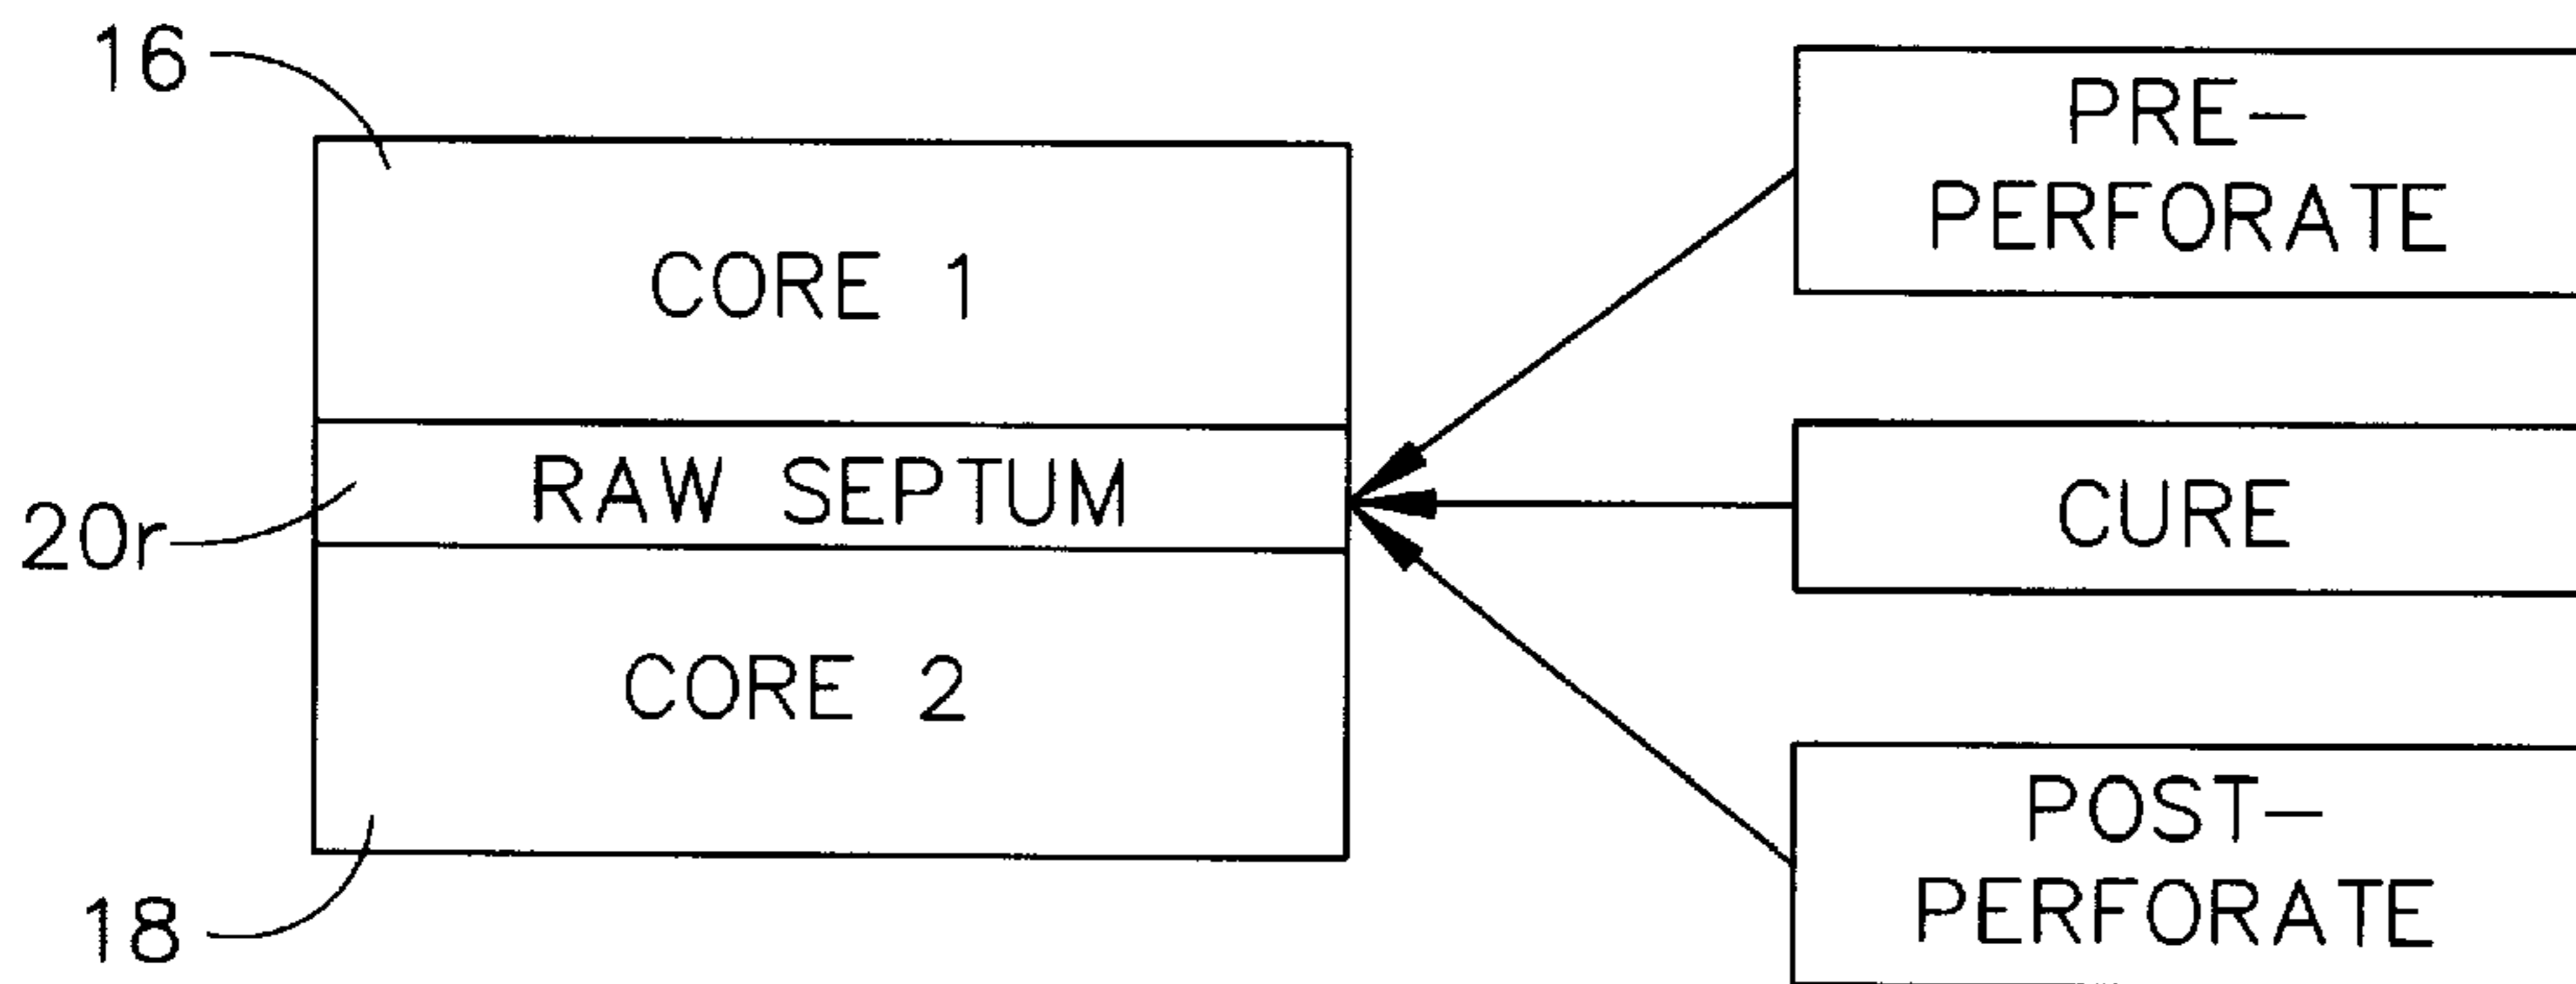 16
CORE 1
20r
RAW SEPTUM
CORE 2
18
PRE-
PERFORATE
CURE
POST-
PERFORATE